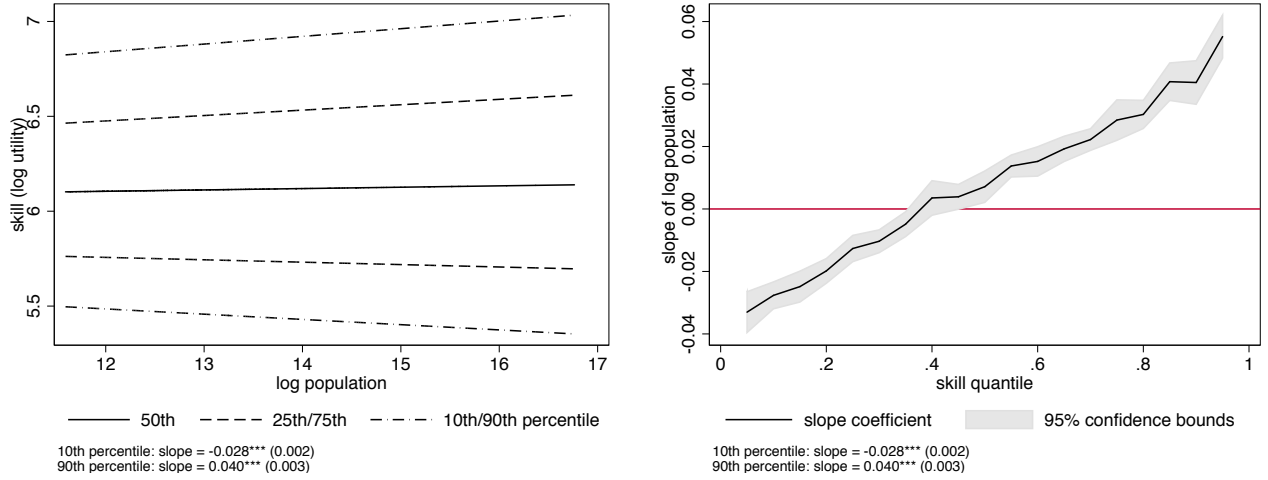 skill (log utility)
7
6.5
6
5.5
12 13 14 15 16 17
log population
50th 25th/75th 10th/90th percentile
10th percentile: slope = -0.028*** (0.002)
90th percentile: slope = 0.040*** (0.003)
slope of log population
0.06
0.04
0.02
0.00
-0.02
-0.04
0 .2 .4 .6 .8 1
skill quantile
slope coefficient 95% confidence bounds
10th percentile: slope = -0.028*** (0.002)
90th percentile: slope = 0.040*** (0.003)